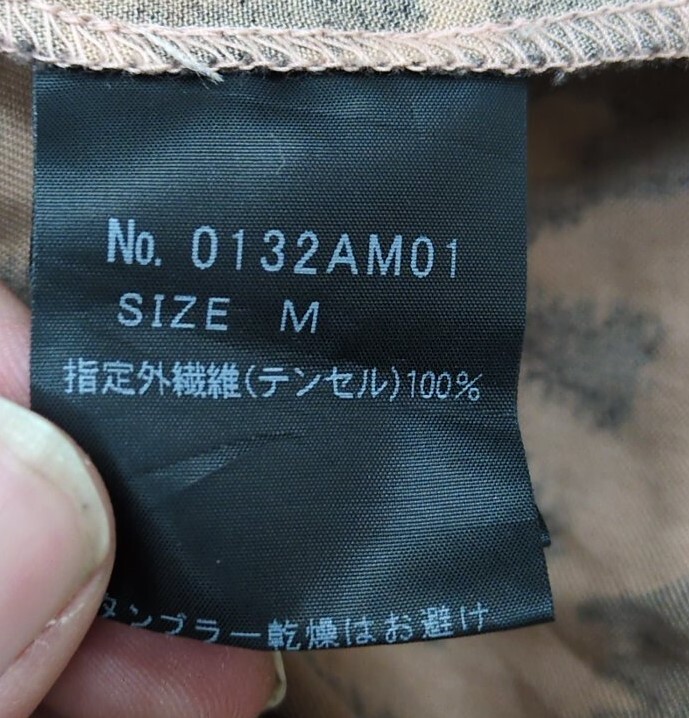 No. 0132AM01
SIZE M
指定外繊維(テンセル)100%
タンブラー乾燥はお避け